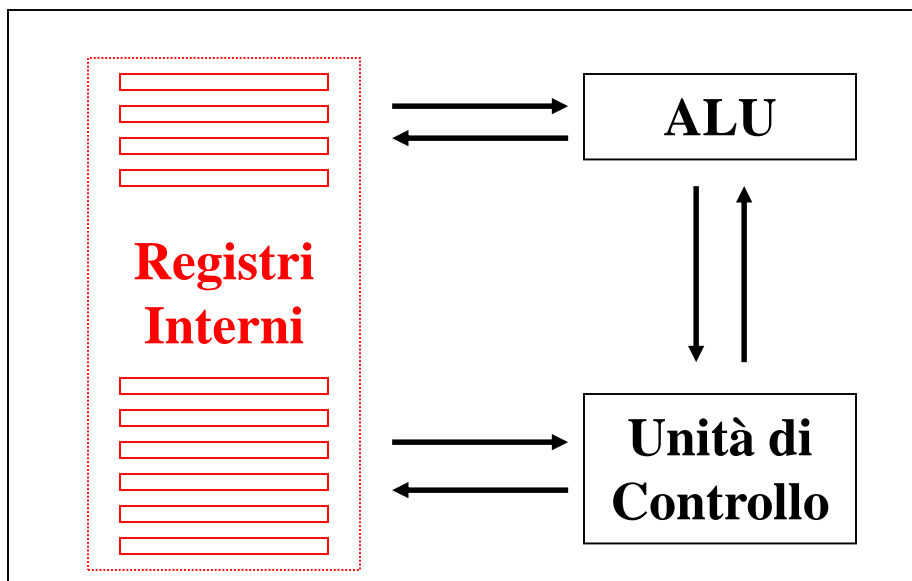 ALU
Registri
Interni
Unità di
Controllo